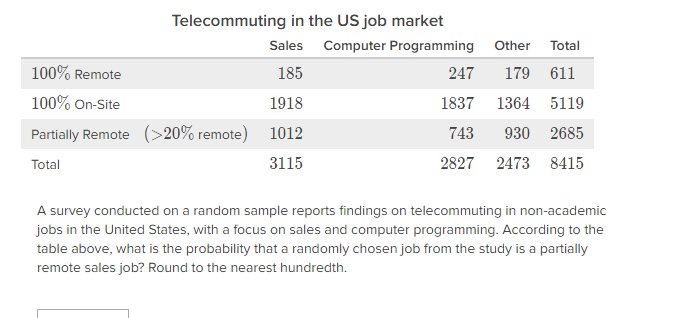 Telecommuting in the US job market
Sales Computer Programming Other Total
100% Remote 185 247 179 611
100% On-Site 1918 1837 1364 5119
Partially Remote (>20% remote) 1012 743 930 2685
Total 3115 2827 2473 8415
A survey conducted on a random sample reports findings on telecommuting in non-academic
jobs in the United States, with a focus on sales and computer programming. According to the
table above, what is the probability that a randomly chosen job from the study is a partially
remote sales job? Round to the nearest hundredth.